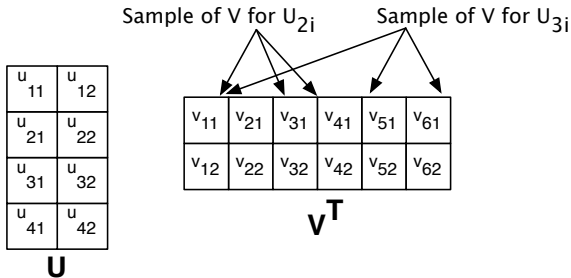 Sample of V for U2i
Sample of V for U3i
u11 u12
u21 u22
u31 u32
u41 u42
U
v11 v21 v31 v41 v51 v61
v12 v22 v32 v42 v52 v62
VT